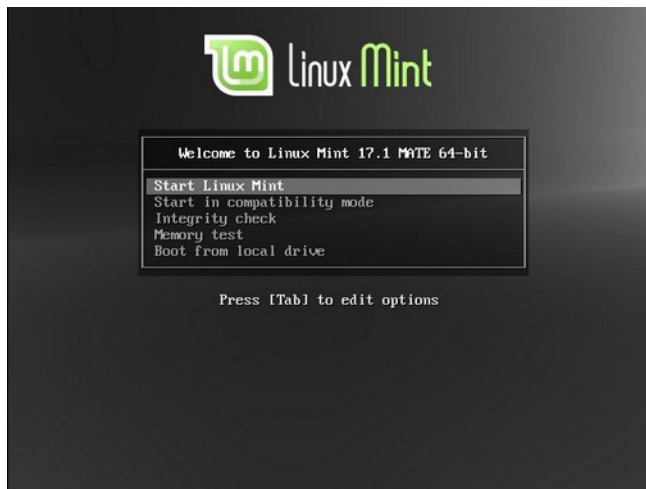 Linux Mint
Welcome to Linux Mint 17.1 MATE 64-bit
Start Linux Mint
Start in compatibility mode
Integrity check
Memory test
Boot from local drive
Press [Tab] to edit options